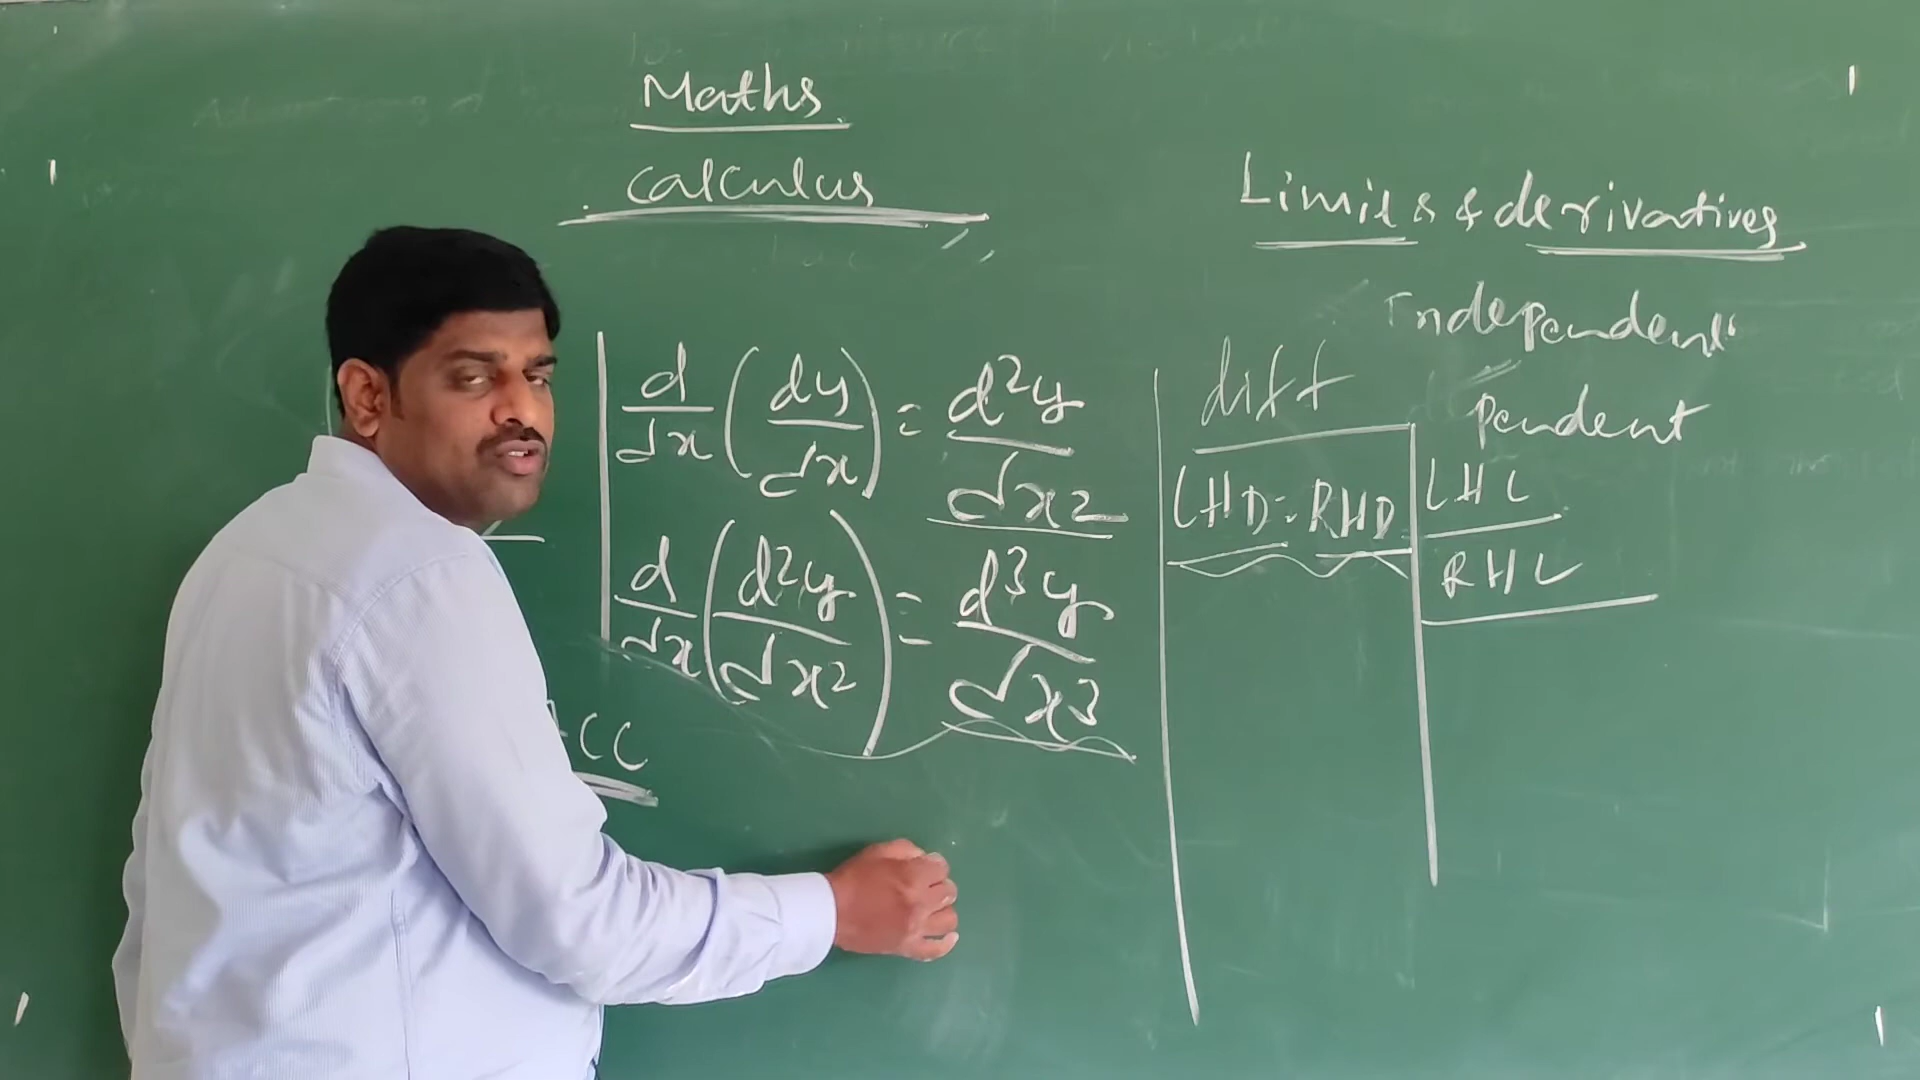 Maths
Calculus
Limits & derivatives
Independent
d/dx (dy/dx) = d²y/dx²
d/dx (d²y/dx²) = d³y/dx³
diff
pendent
LHD = RHD
LHL
RHL
ACC